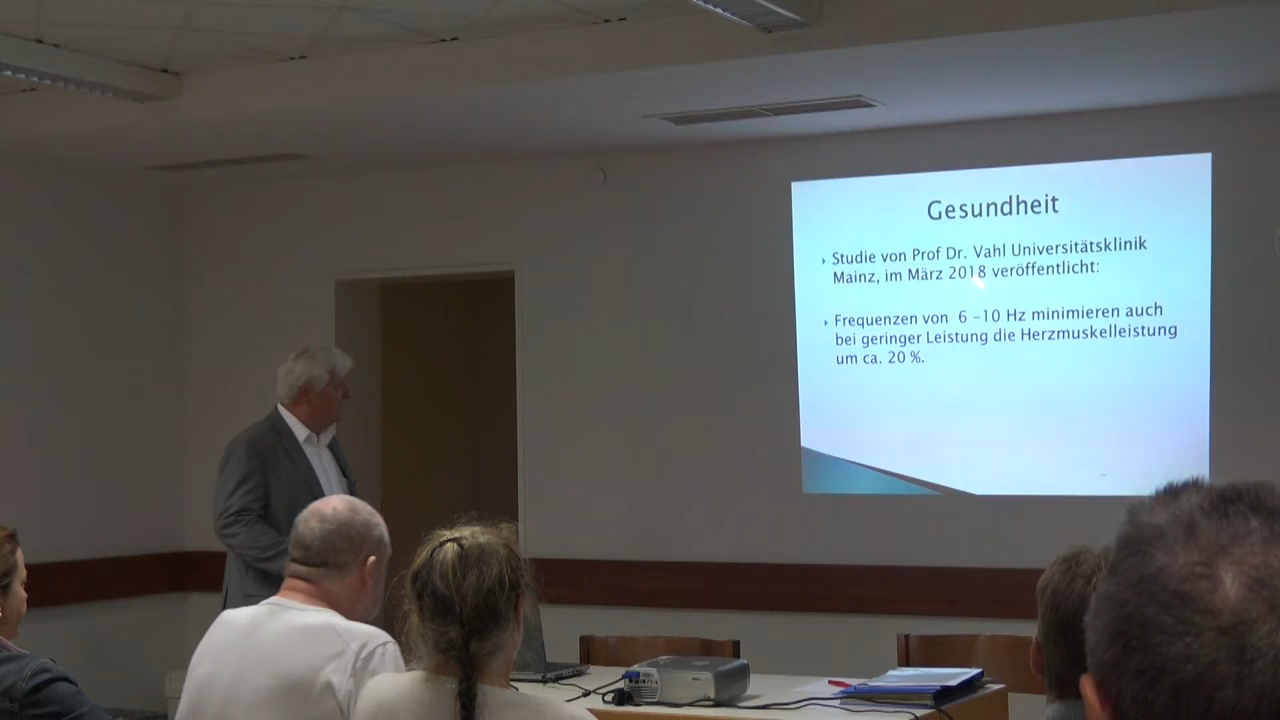 Gesundheit
Studie von Prof Dr. Vahl Universitätsklinik
Mainz, im März 2018 veröffentlicht:
Frequenzen von 6 -10 Hz minimieren auch
bei geringer Leistung die Herzmuskelleistung
um ca. 20 %.